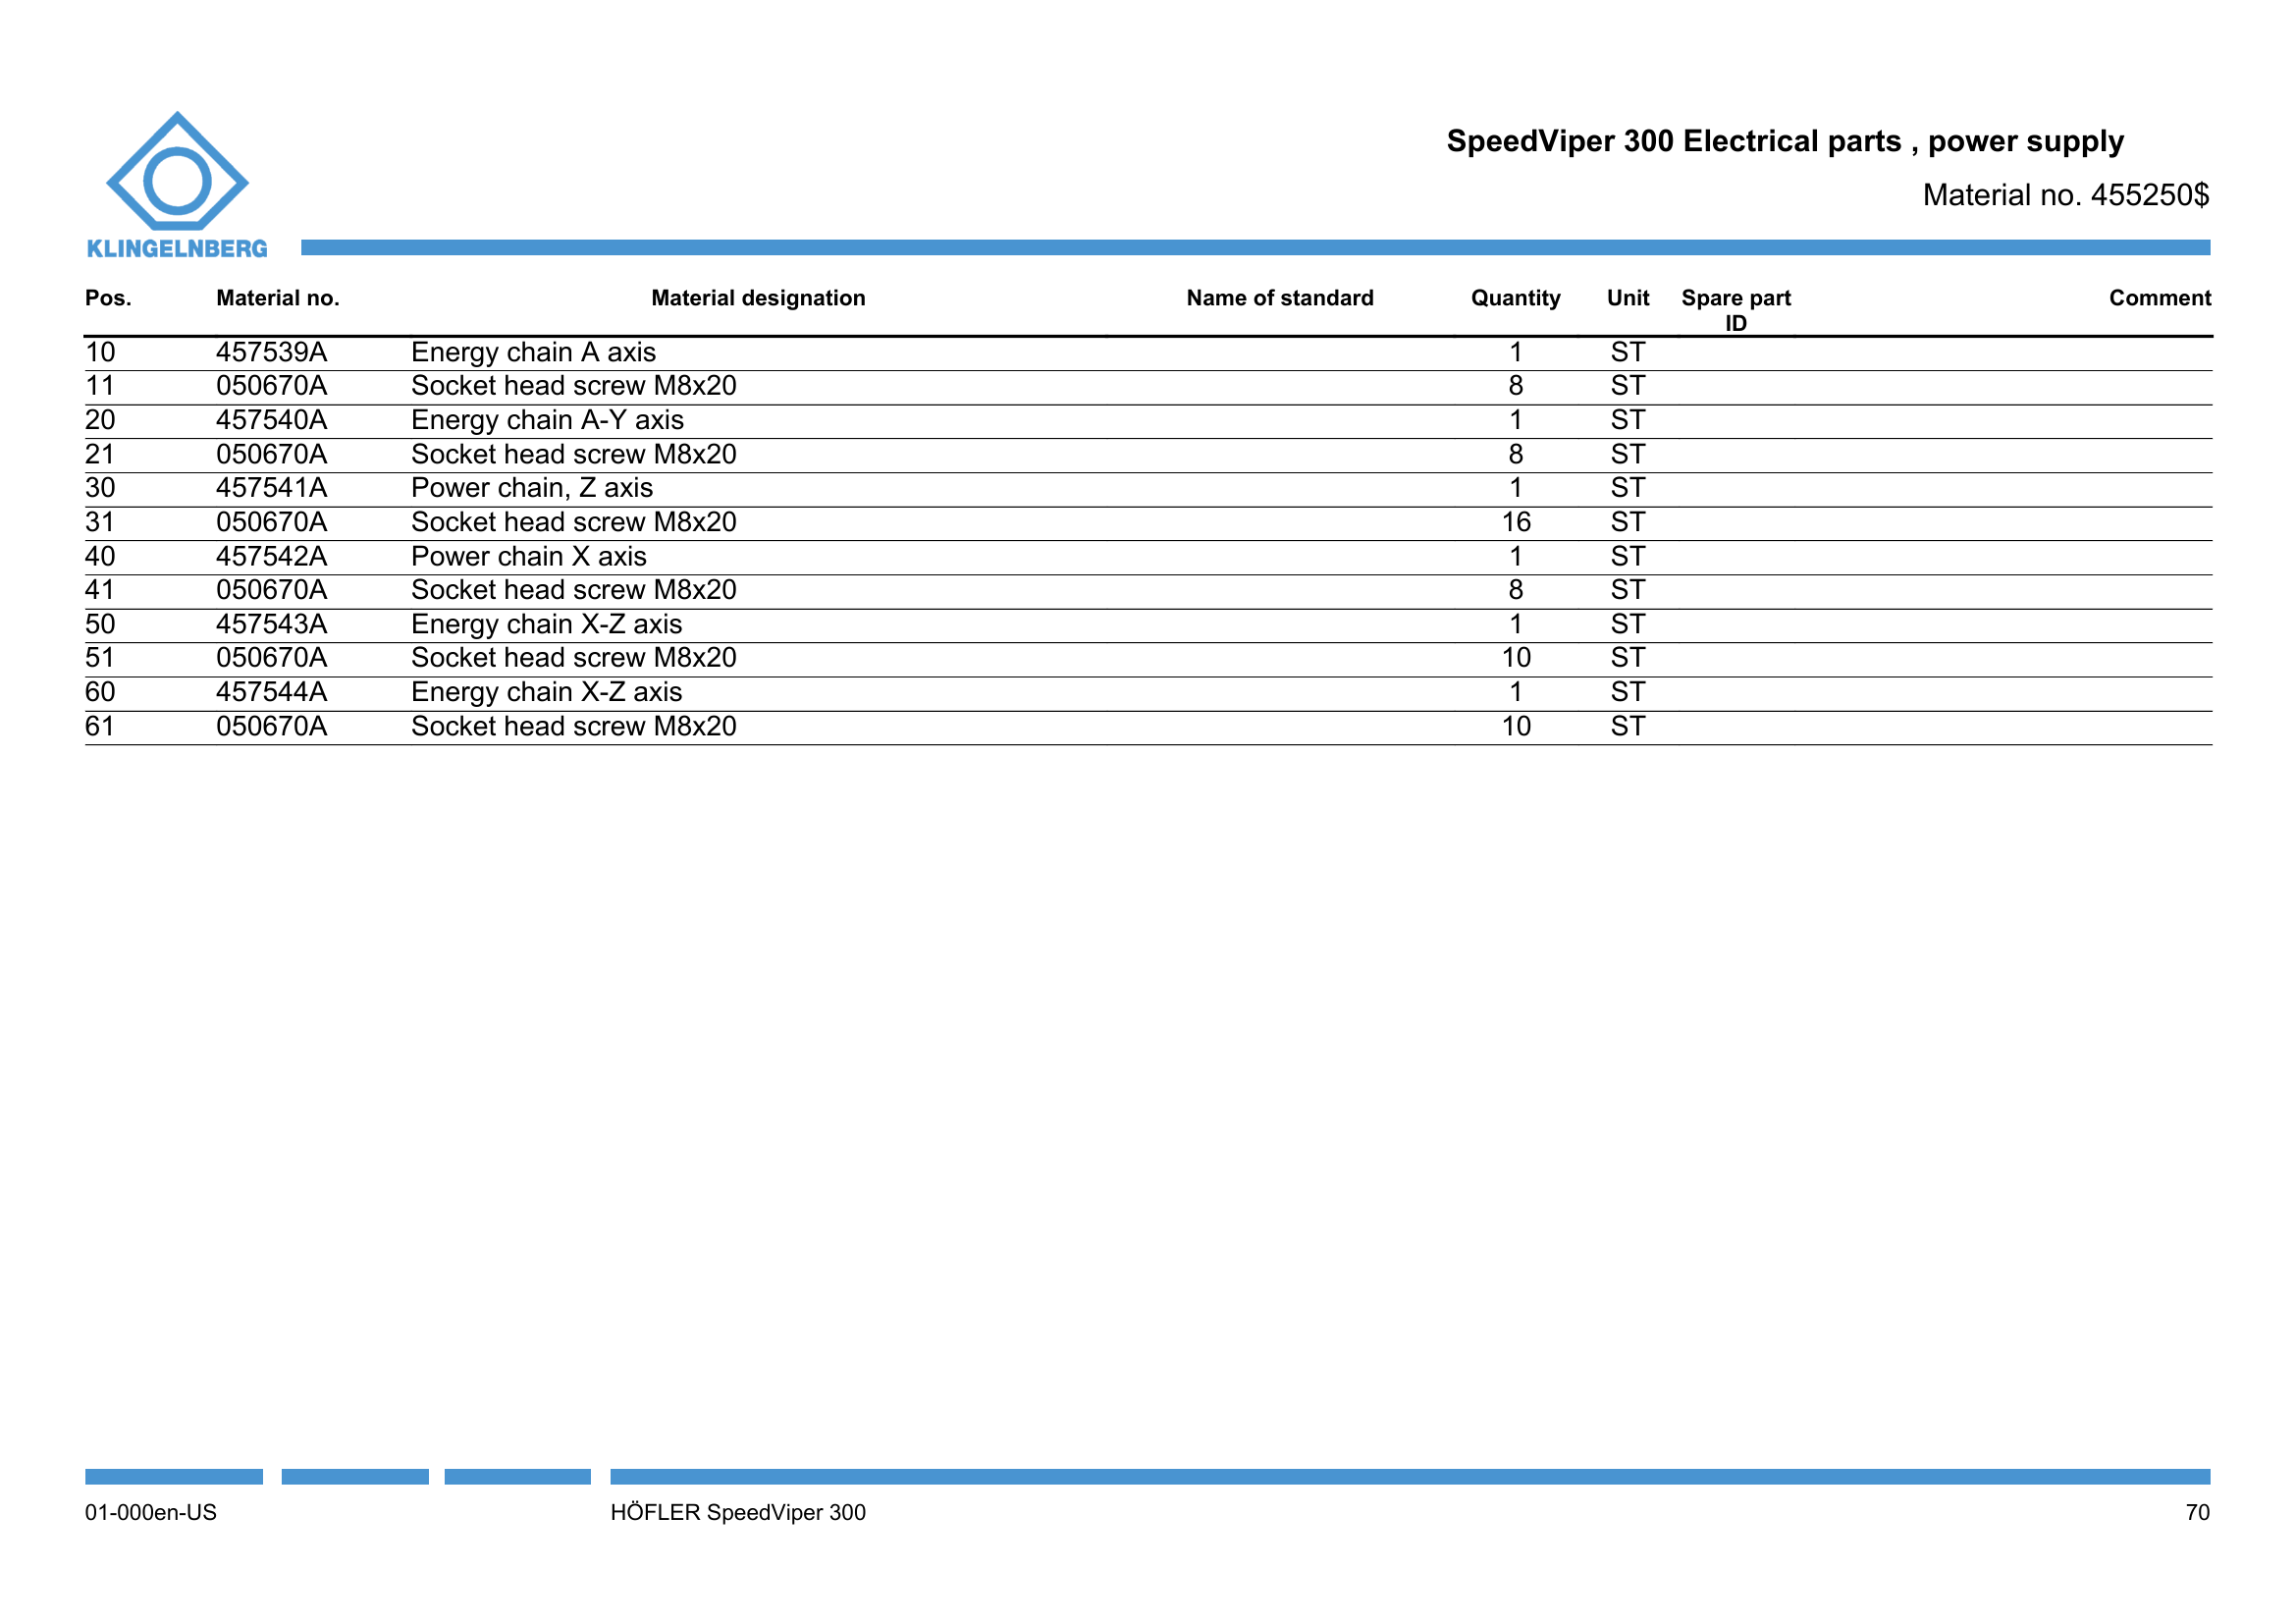 SpeedViper 300 Electrical parts , power supply
Material no. 455250$
KLINGELNBERG
Pos. Material no. Material designation Name of standard Quantity Unit Spare part ID Comment
10 457539A Energy chain A axis 1 ST
11 050670A Socket head screw M8x20 8 ST
20 457540A Energy chain A-Y axis 1 ST
21 050670A Socket head screw M8x20 8 ST
30 457541A Power chain, Z axis 1 ST
31 050670A Socket head screw M8x20 16 ST
40 457542A Power chain X axis 1 ST
41 050670A Socket head screw M8x20 8 ST
50 457543A Energy chain X-Z axis 1 ST
51 050670A Socket head screw M8x20 10 ST
60 457544A Energy chain X-Z axis 1 ST
61 050670A Socket head screw M8x20 10 ST
01-000en-US HÖFLER SpeedViper 300 70